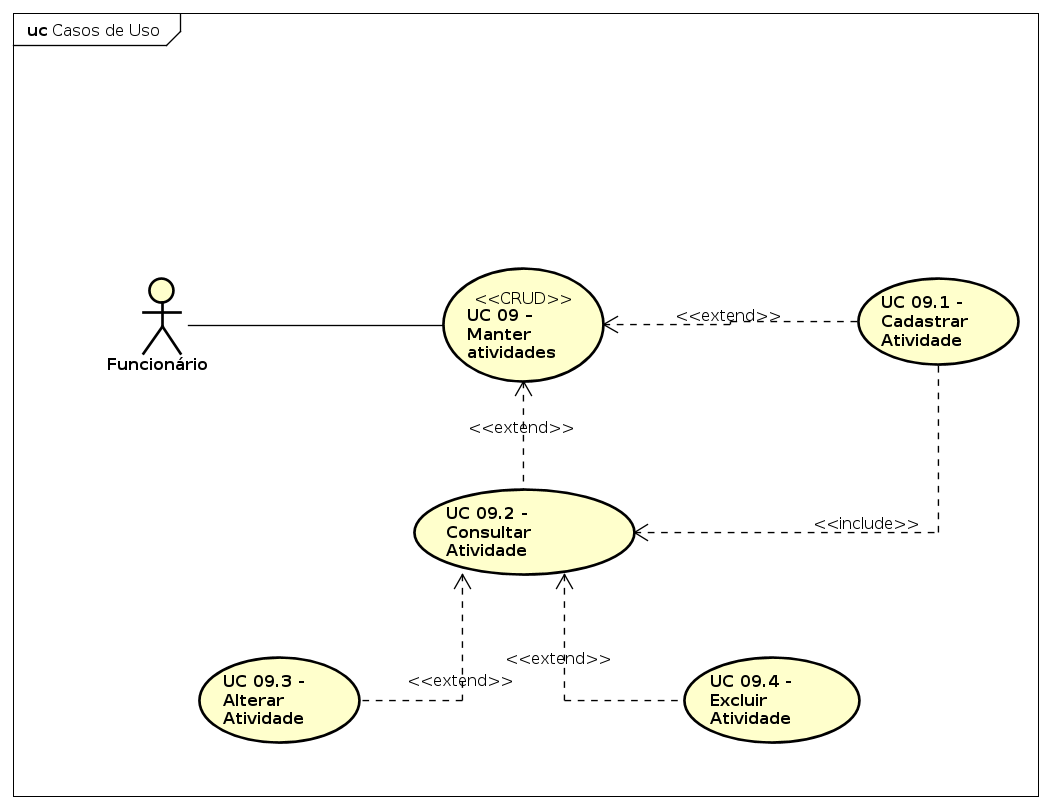 uc Casos de Uso
Funcionário
<<CRUD>>
UC 09 -
Manter
atividades
<<extend>>
UC 09.1 -
Cadastrar
Atividade
<<extend>>
UC 09.2 -
Consultar
Atividade
<<include>>
UC 09.3 -
Alterar
Atividade
<<extend>>
<<extend>>
UC 09.4 -
Excluir
Atividade